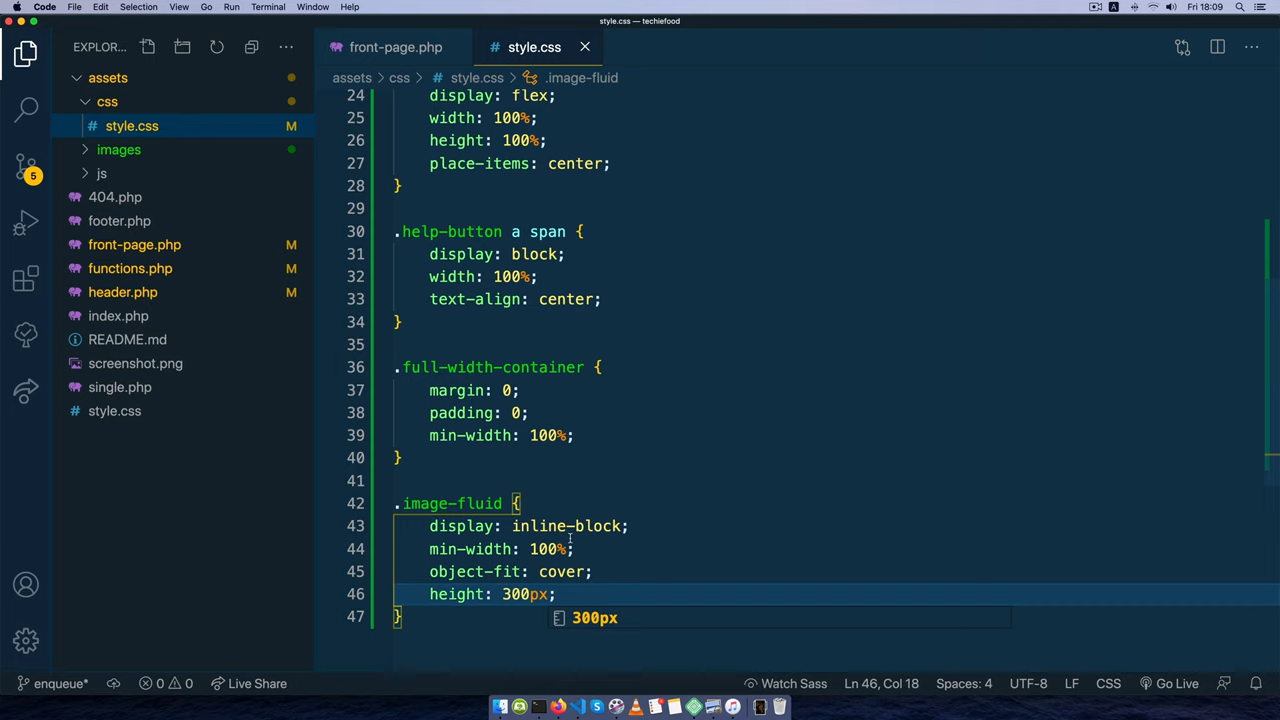 Code File Edit Selection View Go Run Terminal Window Help
A Fri 18:09
style.css — techiefood
EXPLOR...
front-page.php
# style.css
assets
assets > css > # style.css > .image-fluid
css
# style.css M
images
js
404.php
footer.php
front-page.php M
functions.php M
header.php M
index.php
README.md
screenshot.png
single.php
# style.css
5
24 display: flex;
25 width: 100%;
26 height: 100%;
27 place-items: center;
28 }
29
30 .help-button a span {
31 display: block;
32 width: 100%;
33 text-align: center;
34 }
35
36 .full-width-container {
37 margin: 0;
38 padding: 0;
39 min-width: 100%;
40 }
41
42 .image-fluid {
43 display: inline-block;
44 min-width: 100%;
45 object-fit: cover;
46 height: 300px;
47 }
300px
enqueue* 0 0 Live Share Watch Sass Ln 46, Col 18 Spaces: 4 UTF-8 LF CSS Go Live